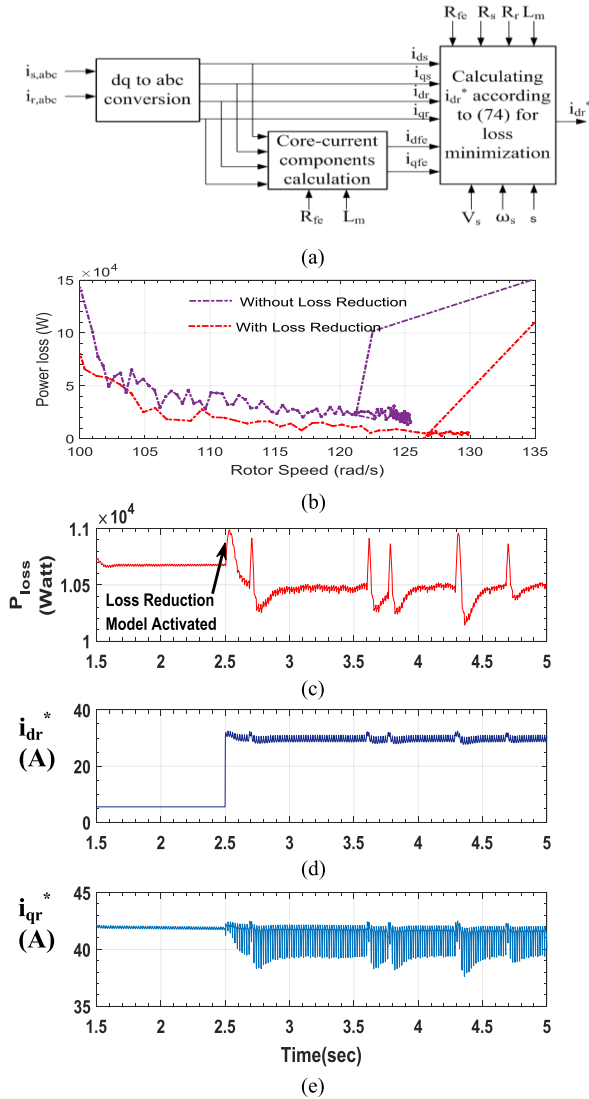 R_fe R_s R_r L_m
i_s,abc
i_r,abc
dq to abc
conversion
i_ds
i_qs
i_dr
i_qr
Core-current
components
calculation
i_dfe
i_qfe
R_fe L_m
Calculating
i_dr* according
to (74) for
loss
minimization
i_dr*
V_s ω_s s
(a)
×10^4
Power loss (W)
15
10
5
0
Without Loss Reduction
With Loss Reduction
100 105 110 115 120 125 130 135
Rotor Speed (rad/s)
(b)
×10^4
P_loss
(Watt)
1.1
1.05
1
Loss Reduction
Model Activated
1.5 2 2.5 3 3.5 4 4.5 5
(c)
i_dr*
(A)
40
20
0
1.5 2 2.5 3 3.5 4 4.5 5
(d)
i_qr*
(A)
45
40
35
1.5 2 2.5 3 3.5 4 4.5 5
Time(sec)
(e)